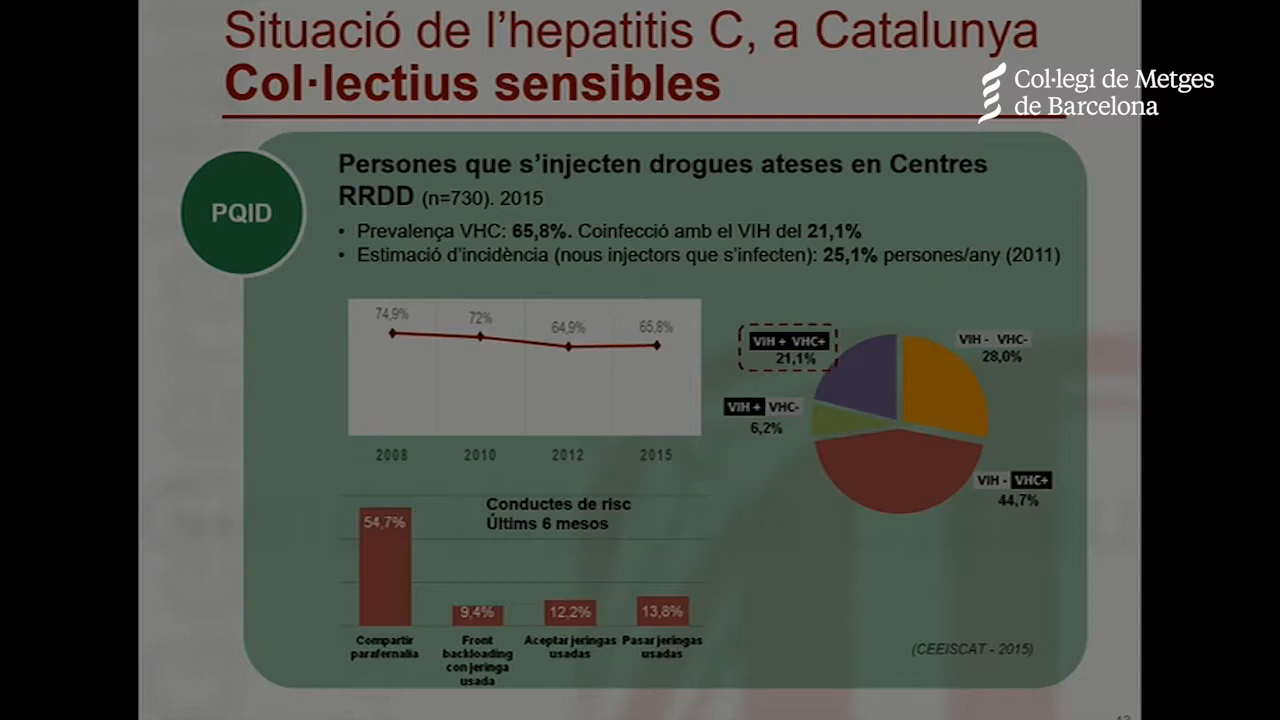 Situació de l'hepatitis C, a Catalunya
Col·lectius sensibles
Col·legi de Metges
de Barcelona
PQID
Persones que s'injecten drogues ateses en Centres
RRDD (n=730). 2015
• Prevalença VHC: 65,8%. Coinfecció amb el VIH del 21,1%
• Estimació d'incidència (nous injectors que s'infecten): 25,1% persones/any (2011)
74,9% 72% 64,9% 65,8%
2008 2010 2012 2015
VIH + VHC+
21,1%
VIH - VHC-
28,0%
VIH + VHC-
6,2%
VIH - VHC+
44,7%
Conductes de risc
Últims 6 mesos
54,7% 9,4% 12,2% 13,8%
Compartir
parafernalia
Front
backloading
con jeringa
usada
Aceptar jeringas
usadas
Pasar jeringas
usadas
(CEEISCAT - 2015)